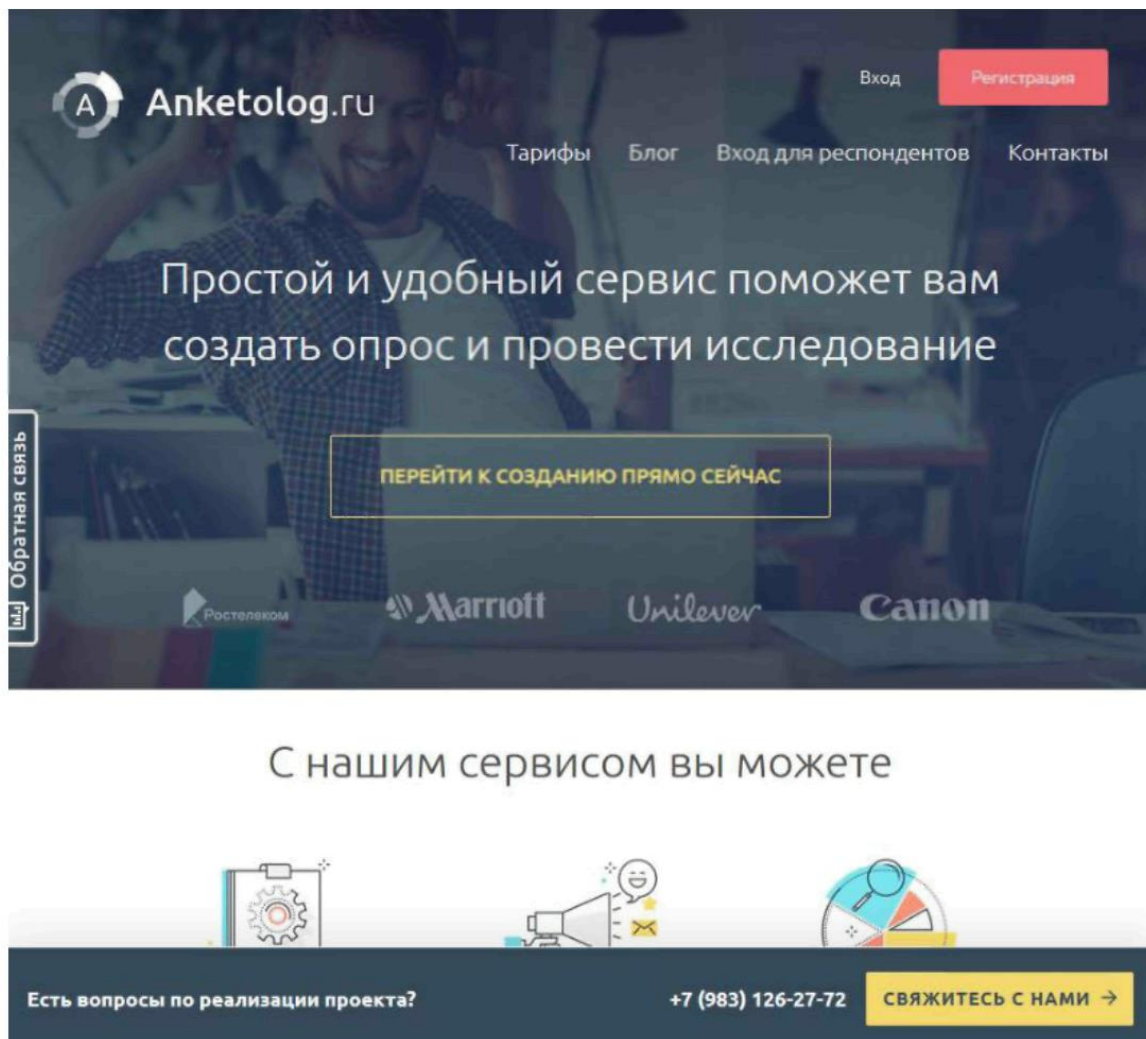 A
Anketolog.ru
Вход
Регистрация
Тарифы
Блог
Вход для респондентов
Контакты
Простой и удобный сервис поможет вам
создать опрос и провести исследование
ПЕРЕЙТИ К СОЗДАНИЮ ПРЯМО СЕЙЧАС
Обратная связь
Ростелеком
Marriott
Unilever
Canon
С нашим сервисом вы можете
Есть вопросы по реализации проекта?
+7 (983) 126-27-72
СВЯЖИТЕСЬ С НАМИ →